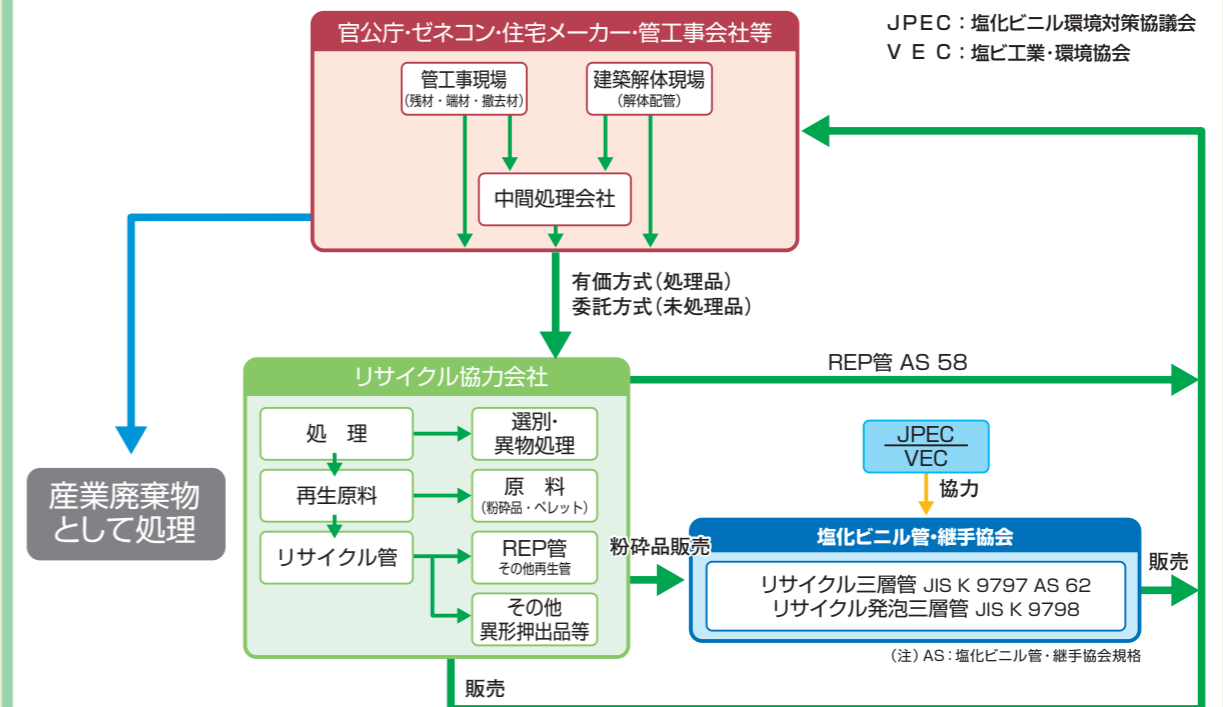 官公庁・ゼネコン・住宅メーカー・管工事会社等
JPEC：塩化ビニル環境対策協議会
VEC：塩ビ工業・環境協会
管工事現場
（残材・端材・撤去材）
建築解体現場
（解体配管）
中間処理会社
有価方式（処理品）
委託方式（未処理品）
リサイクル協力会社
REP管 AS 58
処　理
選別・
異物処理
再生原料
原　料
（粉砕品・ペレット）
リサイクル管
REP管
その他再生管
その他
異形押出品等
産業廃棄物
として処理
JPEC
VEC
協力
粉砕品販売
塩化ビニル管・継手協会
リサイクル三層管 JIS K 9797 AS 62
リサイクル発泡三層管 JIS K 9798
販売
（注）AS：塩化ビニル管・継手協会規格
販売